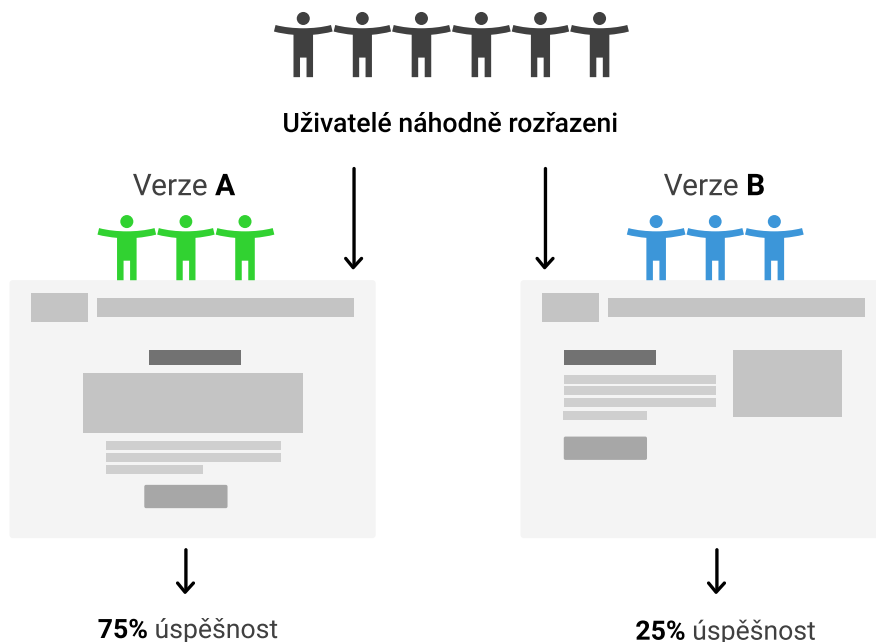 Uživatelé náhodně rozřazeni
Verze A
Verze B
75% úspěšnost
25% úspěšnost